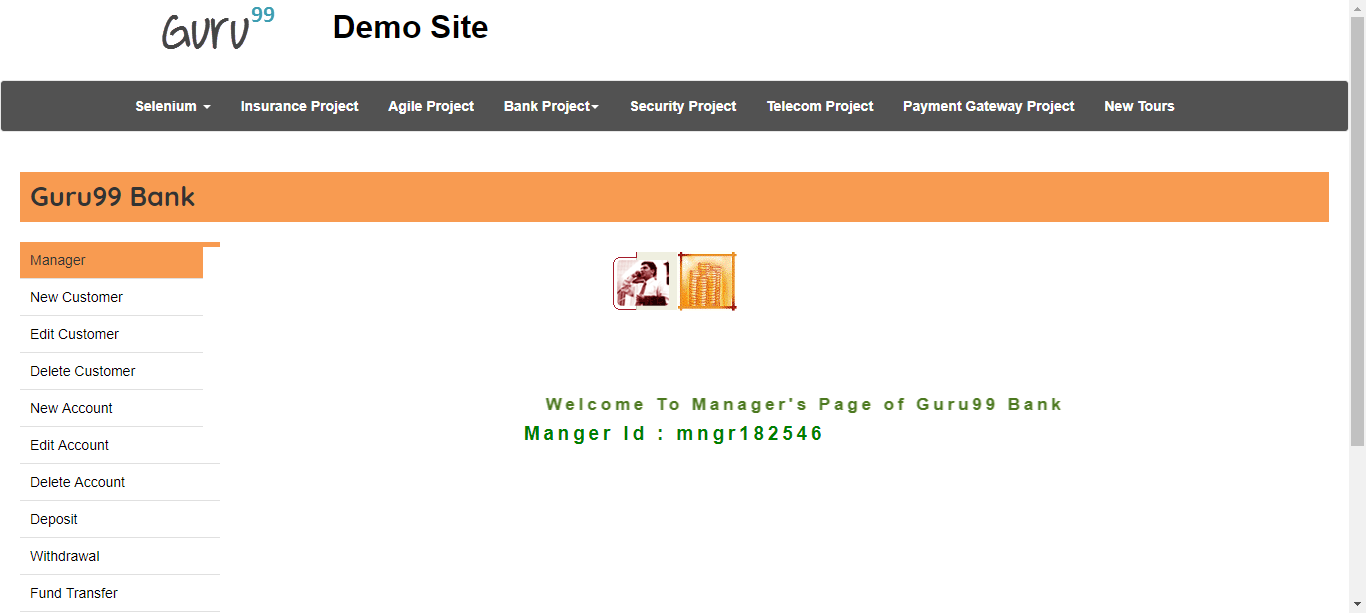 Guru99 Demo Site
Selenium Insurance Project Agile Project Bank Project Security Project Telecom Project Payment Gateway Project New Tours
Guru99 Bank
Manager
New Customer
Edit Customer
Delete Customer
New Account
Edit Account
Delete Account
Deposit
Withdrawal
Fund Transfer
Welcome To Manager's Page of Guru99 Bank
Manger Id : mngr182546